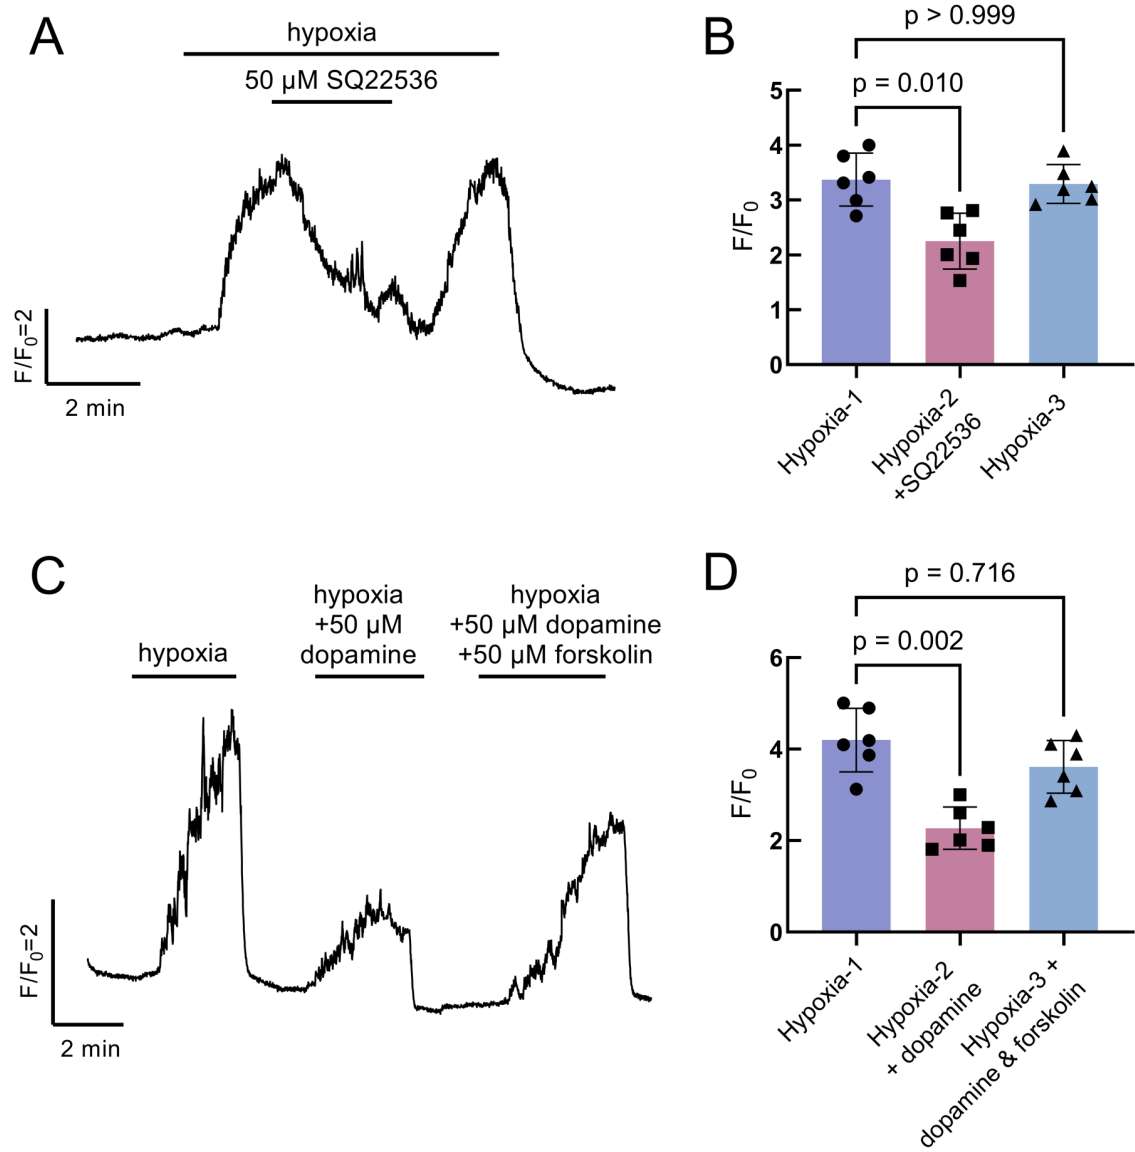 A
hypoxia
50 µM SQ22536
F/F0=2
2 min
B
p > 0.999
p = 0.010
5
4
3
2
1
0
F/F0
Hypoxia-1
Hypoxia-2
+SQ22536
Hypoxia-3
C
hypoxia
hypoxia
+50 µM
dopamine
hypoxia
+50 µM dopamine
+50 µM forskolin
F/F0=2
2 min
D
p = 0.716
p = 0.002
6
4
2
0
F/F0
Hypoxia-1
Hypoxia-2
+ dopamine
Hypoxia-3 +
dopamine & forskolin